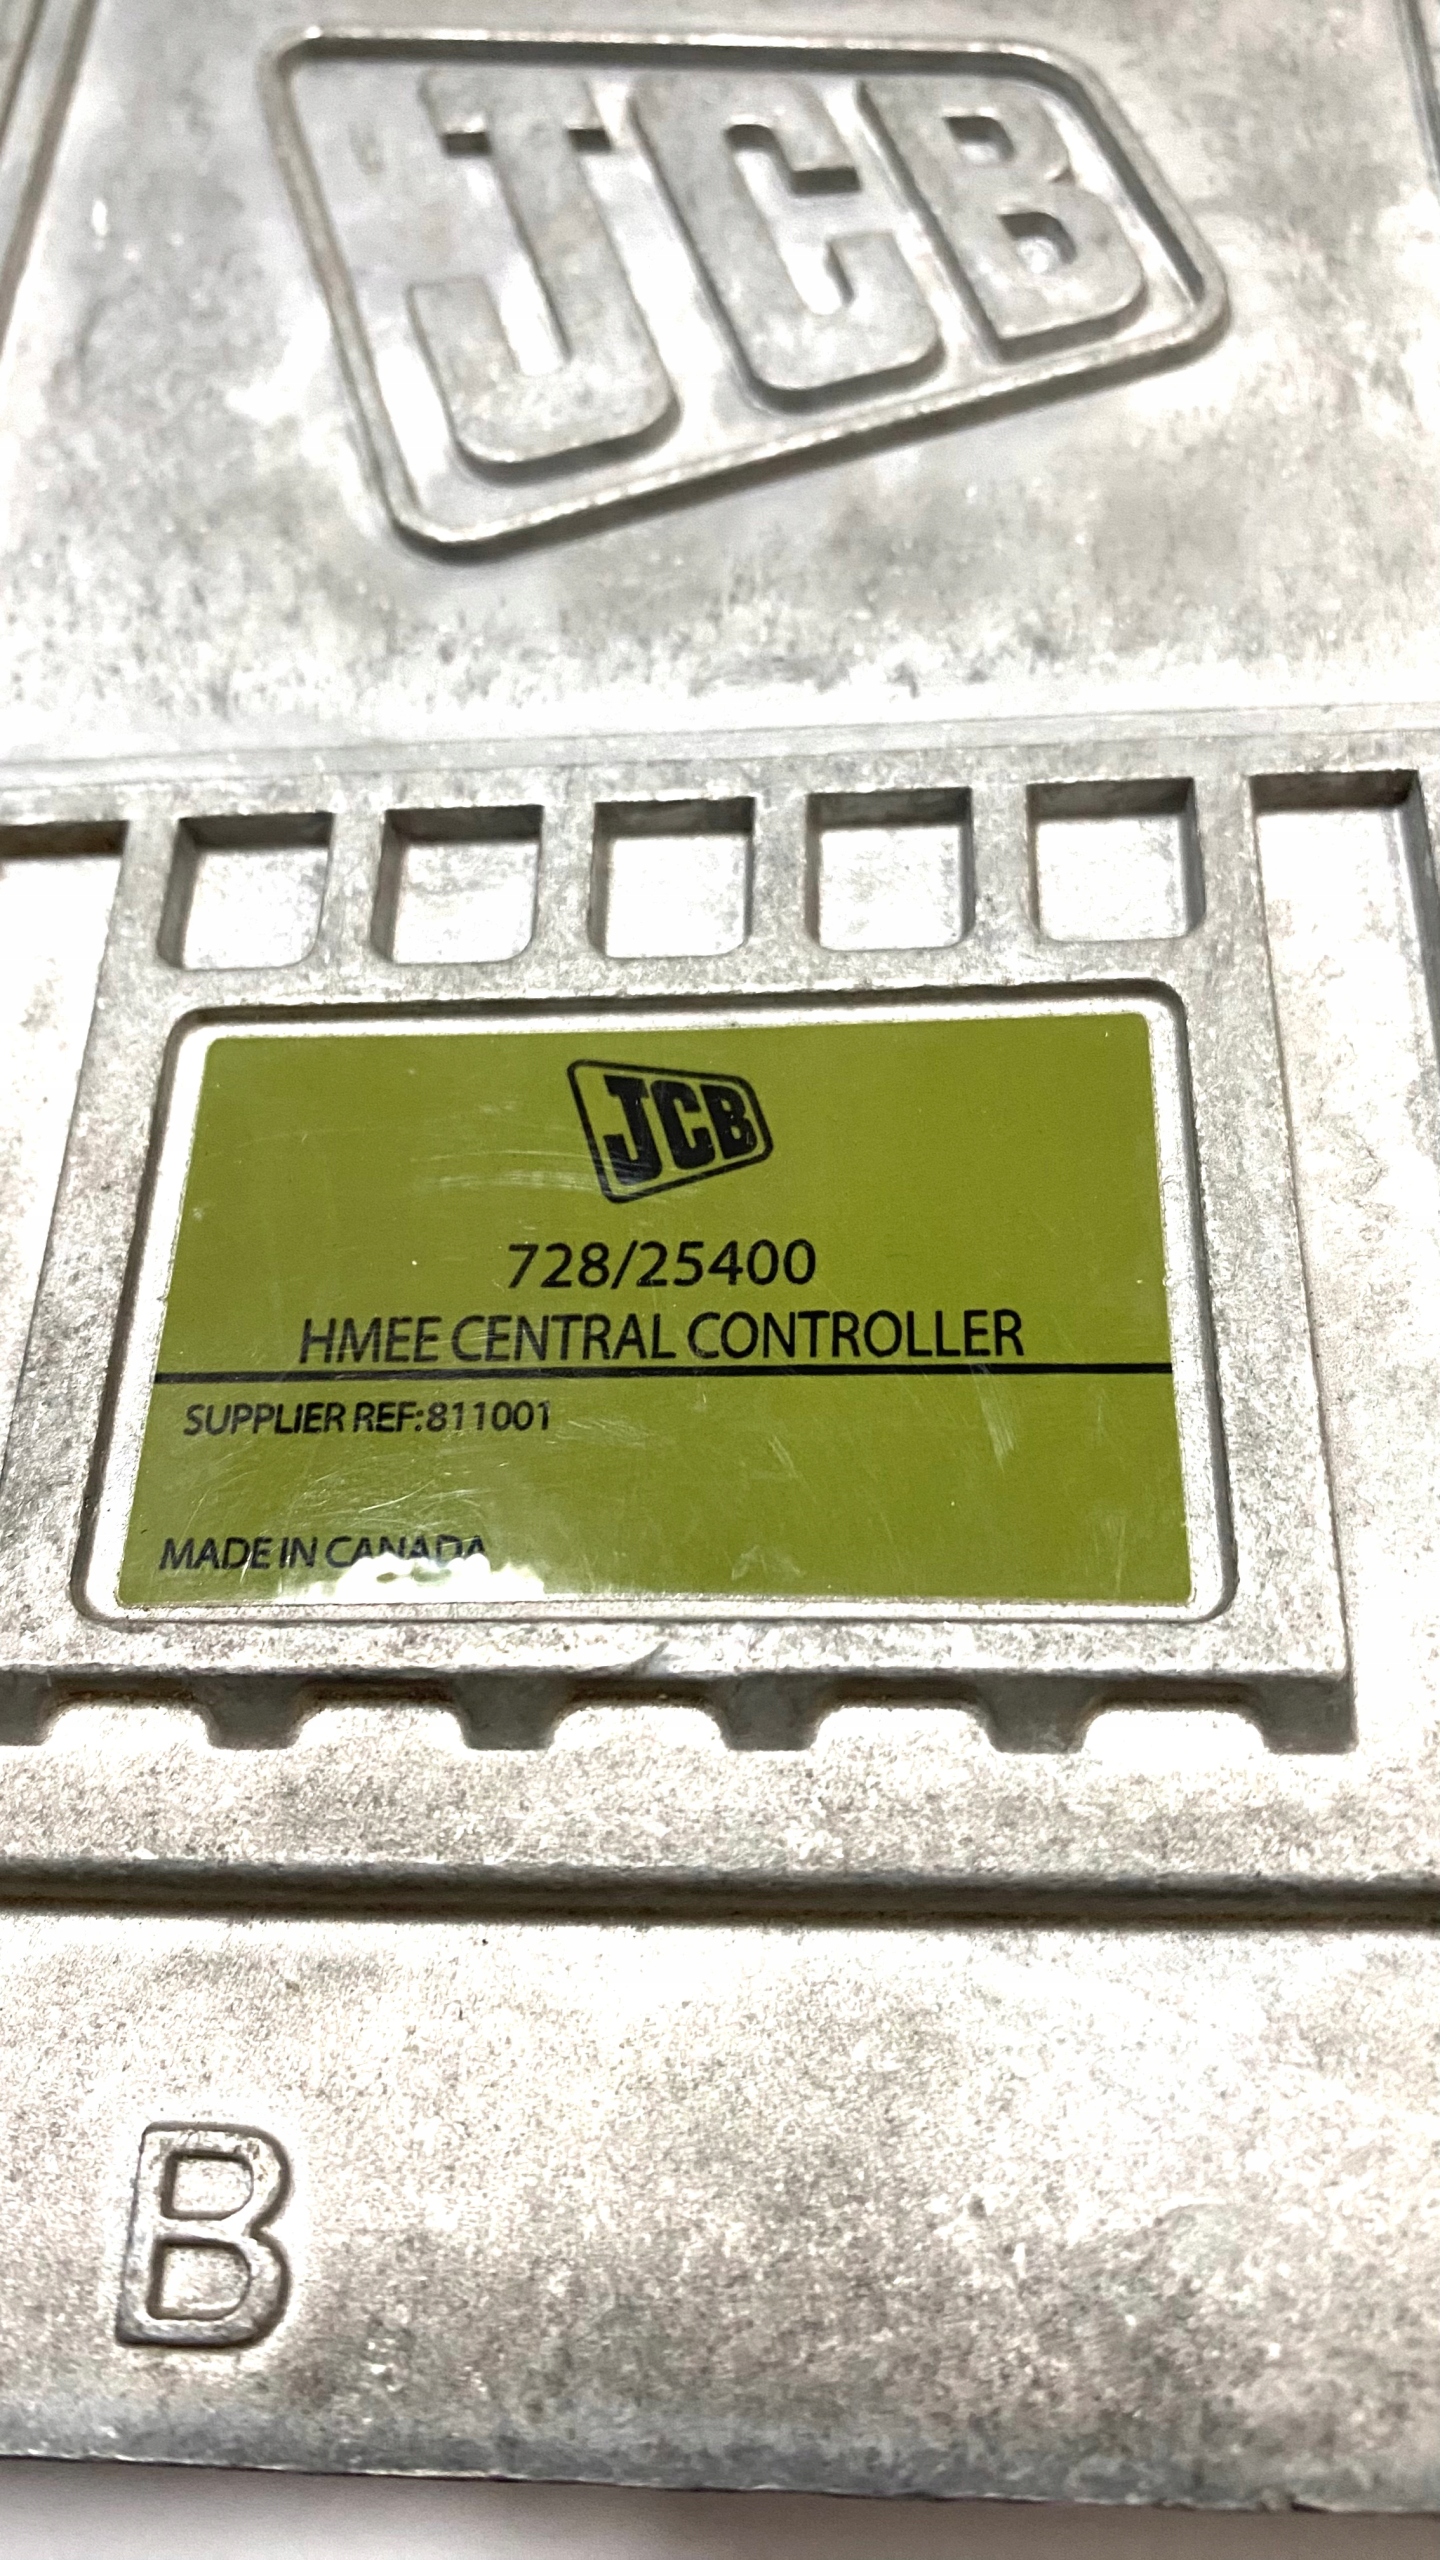 JCB
JCB
728/25400
HMEE CENTRAL CONTROLLER
SUPPLIER REF:811001
MADE IN CANADA
B